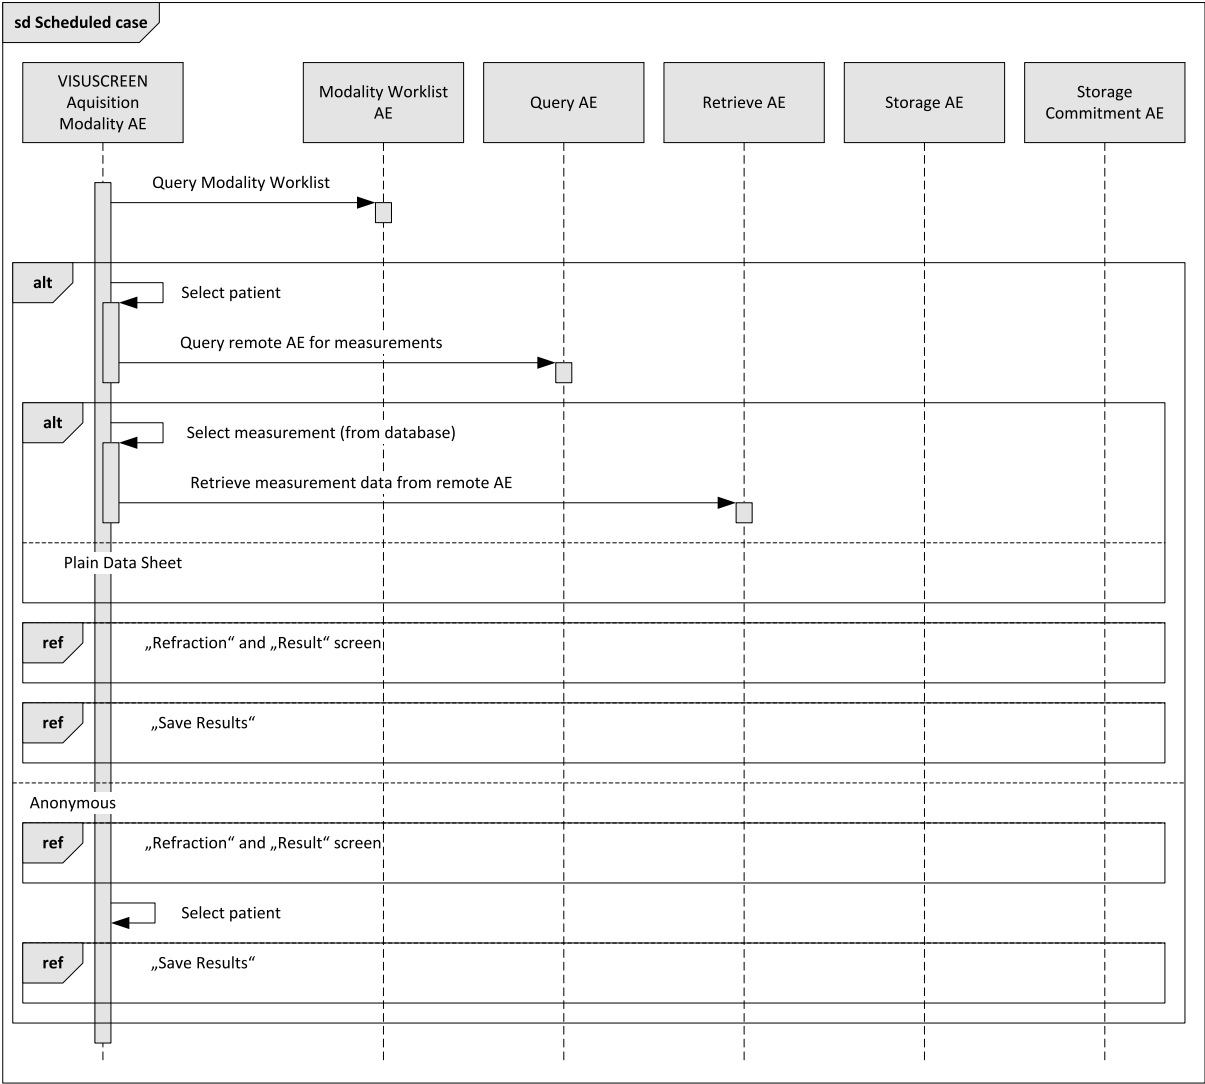 sd Scheduled case
VISUSCREEN
Aquisition
Modality AE
Modality Worklist
AE
Query AE
Retrieve AE
Storage AE
Storage
Commitment AE
Query Modality Worklist
alt
Select patient
Query remote AE for measurements
alt
Select measurement (from database)
Retrieve measurement data from remote AE
Plain Data Sheet
ref
„Refraction“ and „Result“ screen
ref
„Save Results“
Anonymous
ref
„Refraction“ and „Result“ screen
Select patient
ref
„Save Results“